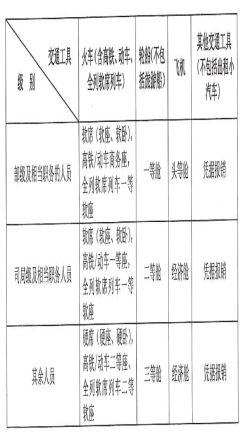 交通工具
级 别
火车(含高铁、动车、
全列软席列车)
轮船(不包
括旅游船)
飞机
其他交通工具
(不包括出租小
汽车)
部级及相当职务的人员
软席(软座、软卧),
高铁/动车商务座,
全列软席列车一等
软座
一等舱
头等舱
凭据报销
司局级及相当职务人员
软席(软座、软卧),
高铁/动车一等座,
全列软席列车一等
软座
二等舱
经济舱
凭据报销
其余人员
硬席(硬座、硬卧),
高铁/动车二等座、
全列软席列车二等
软座
三等舱
经济舱
凭据报销